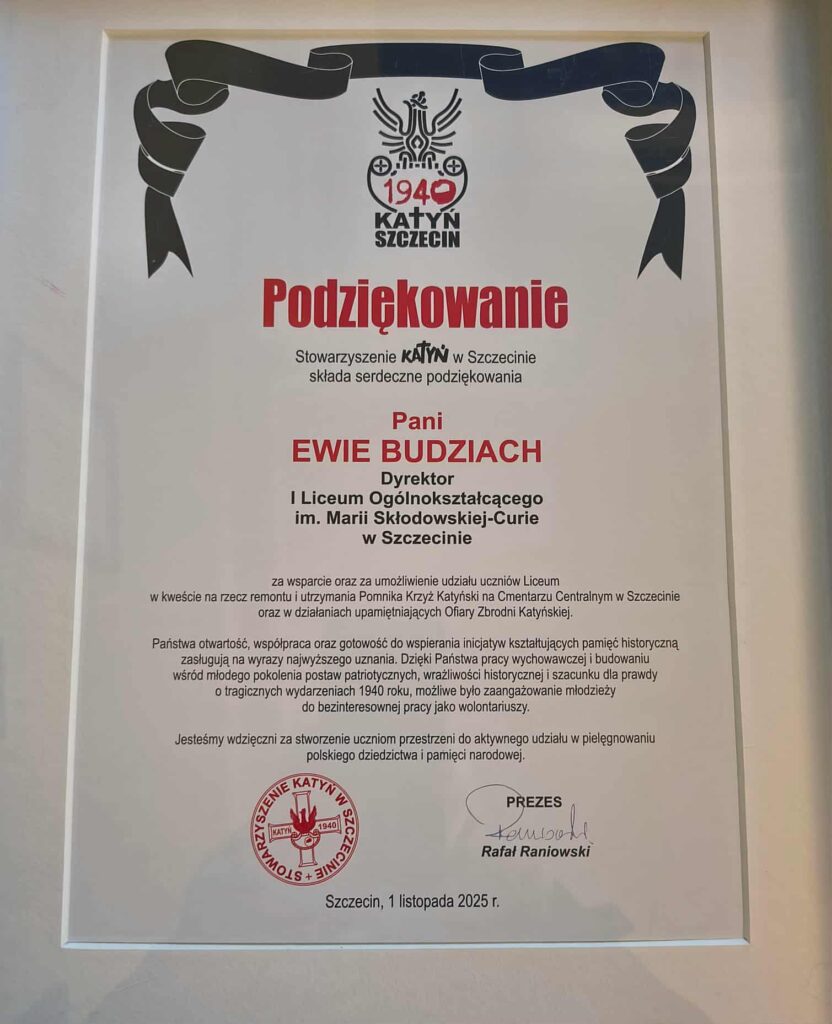 1940
KATYŃ
SZCZECIN
Podziękowanie
Stowarzyszenie KATYŃ w Szczecinie
składa serdeczne podziękowania
Pani
EWIE BUDZIACH
Dyrektor
I Liceum Ogólnokształcącego
im. Marii Skłodowskiej-Curie
w Szczecinie
za wsparcie oraz za umożliwienie udziału uczniów Liceum
w kweście na rzecz remontu i utrzymania Pomnika Krzyż Katyński na Cmentarzu Centralnym w Szczecinie
oraz w działaniach upamiętniających Ofiary Zbrodni Katyńskiej.
Państwa otwartość, współpraca oraz gotowość do wspierania inicjatyw kształtujących pamięć historyczną
zasługują na wyrazy najwyższego uznania. Dzięki Państwa pracy wychowawczej i budowaniu
wśród młodego pokolenia postaw patriotycznych, wrażliwości historycznej i szacunku dla prawdy
o tragicznych wydarzeniach 1940 roku, możliwe było zaangażowanie młodzieży
do bezinteresownej pracy jako wolontariuszy.
Jesteśmy wdzięczni za stworzenie uczniom przestrzeni do aktywnego udziału w pielęgnowaniu
polskiego dziedzictwa i pamięci narodowej.
STOWARZYSZENIE KATYŃ W SZCZECINIE +
KATYŃ 1940
PREZES
Raniowski
Rafał Raniowski
Szczecin, 1 listopada 2025 r.